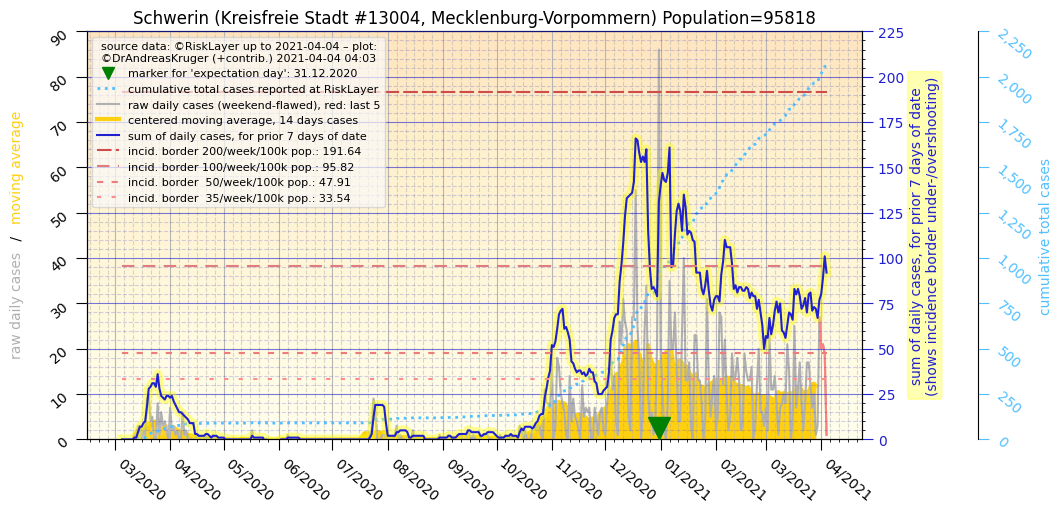 Schwerin (Kreisfreie Stadt #13004, Mecklenburg-Vorpommern) Population=95818
source data: ©RiskLayer up to 2021-04-04 – plot:
©DrAndreasKruger (+contrib.) 2021-04-04 04:03
marker for 'expectation day': 31.12.2020
cumulative total cases reported at RiskLayer
raw daily cases (weekend-flawed), red: last 5
centered moving average, 14 days cases
sum of daily cases, for prior 7 days of date
incid. border 200/week/100k pop.: 191.64
incid. border 100/week/100k pop.: 95.82
incid. border  50/week/100k pop.: 47.91
incid. border  35/week/100k pop.: 33.54
raw daily cases  /  moving average
90
80
70
60
50
40
30
20
10
0
03/2020
04/2020
05/2020
06/2020
07/2020
08/2020
09/2020
10/2020
11/2020
12/2020
01/2021
02/2021
03/2021
04/2021
225
200
175
150
125
100
75
50
25
0
sum of daily cases, for prior 7 days of date
(shows incidence border under-/overshooting)
2,250
2,000
1,750
1,500
1,250
1,000
750
500
250
0
cumulative total cases